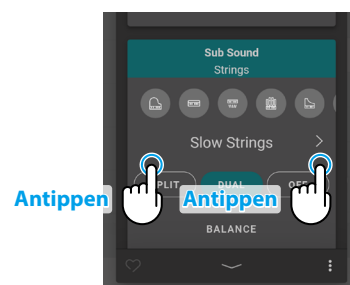 Sub Sound
Strings
Slow Strings
SPLIT DUAL OFF
Antippen Antippen
BALANCE